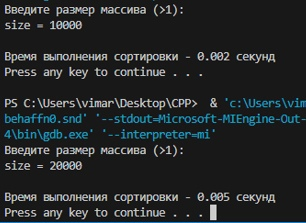 Введите размер массива (>1):
size = 10000
Время выполнения сортировки - 0.002 секунд
Press any key to continue . . .
PS C:\Users\vimar\Desktop\CPP>  & 'c:\Users\vim
behaffn0.snd' '--stdout=Microsoft-MIEngine-Out-
4\bin\gdb.exe' '--interpreter=mi'
Введите размер массива (>1):
size = 20000
Время выполнения сортировки - 0.005 секунд
Press any key to continue . . .